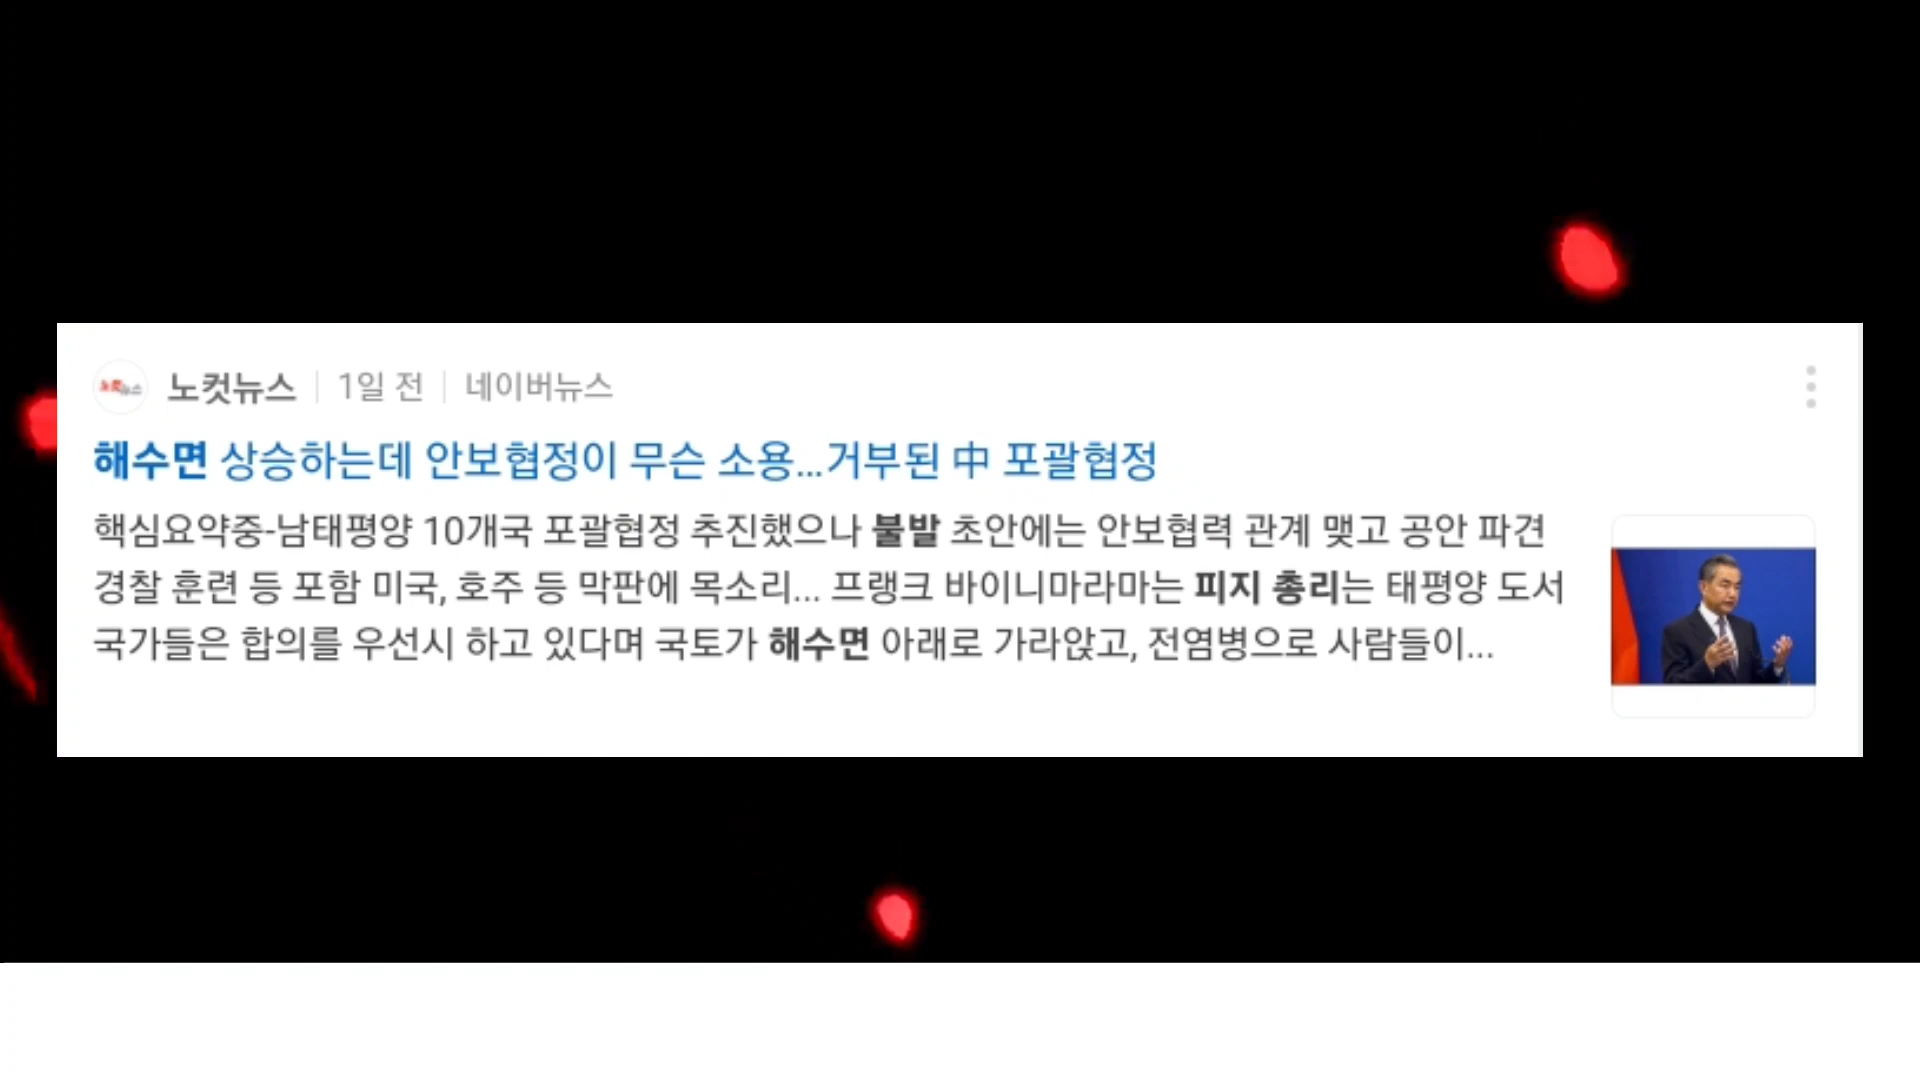 노컷뉴스 | 1일 전 | 네이버뉴스
해수면 상승하는데 안보협정이 무슨 소용...거부된 中 포괄협정
핵심요약중-남태평양 10개국 포괄협정 추진했으나 불발 초안에는 안보협력 관계 맺고 공안 파견
경찰 훈련 등 포함 미국, 호주 등 막판에 목소리... 프랭크 바이니마라마는 피지 총리는 태평양 도서
국가들은 합의를 우선시 하고 있다며 국토가 해수면 아래로 가라앉고, 전염병으로 사람들이...